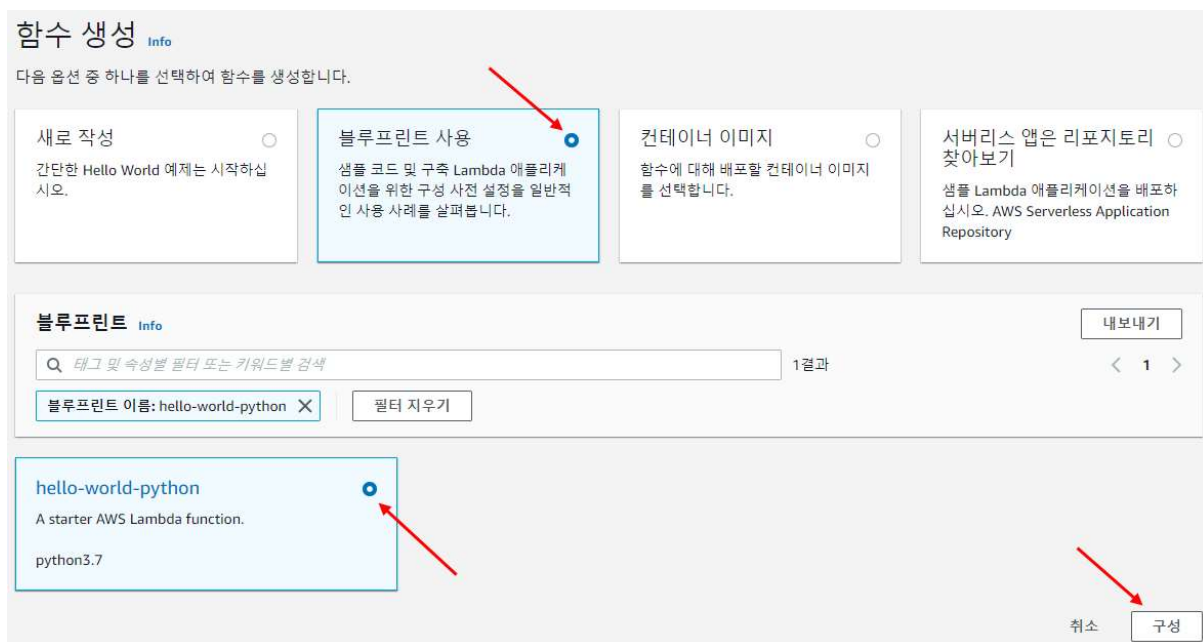 함수 생성 Info
다음 옵션 중 하나를 선택하여 함수를 생성합니다.
새로 작성
간단한 Hello World 예제는 시작하십
시오.
블루프린트 사용
샘플 코드 및 구축 Lambda 애플리케
이션을 위한 구성 사전 설정을 일반적
인 사용 사례를 살펴봅니다.
컨테이너 이미지
함수에 대해 배포할 컨테이너 이미지
를 선택합니다.
서버리스 앱은 리포지토리
찾아보기
샘플 Lambda 애플리케이션을 배포하
십시오. AWS Serverless Application
Repository
블루프린트 Info
내보내기
태그 및 속성별 필터 또는 키워드별 검색
1결과
1
블루프린트 이름: hello-world-python
필터 지우기
hello-world-python
A starter AWS Lambda function.
python3.7
취소
구성